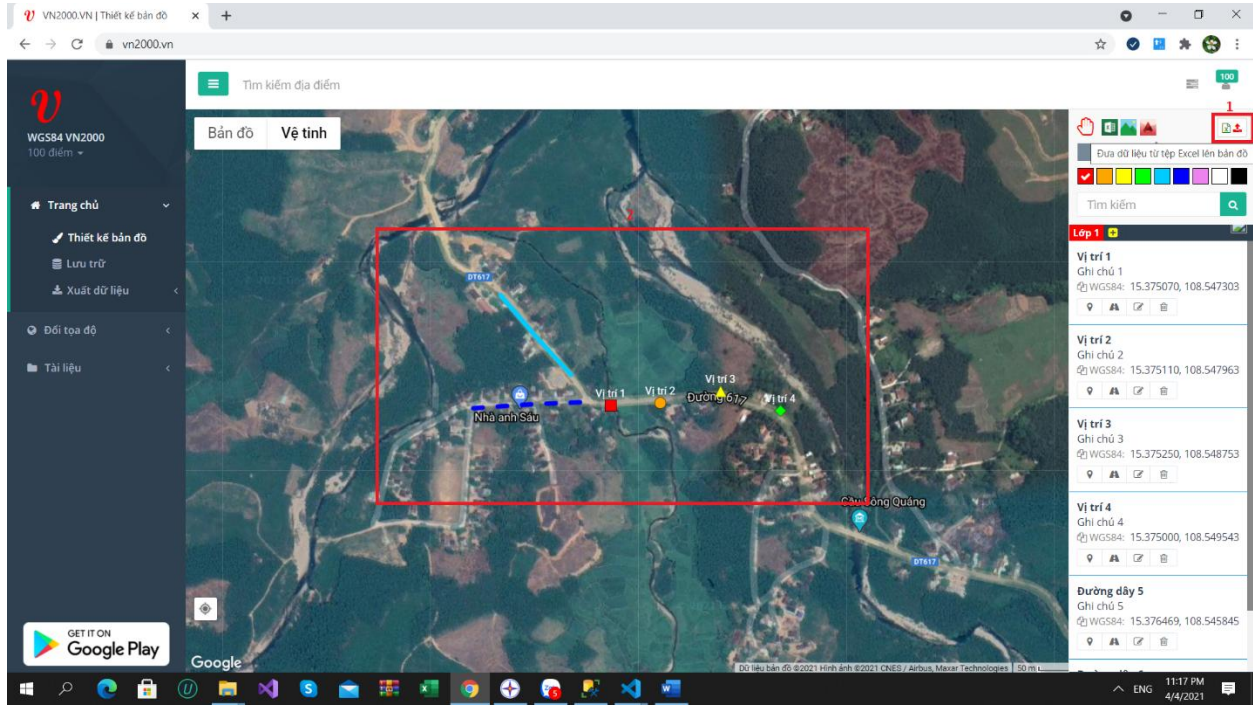 VN2000.VN | Thiết kế bản đồ
vn2000.vn
WGS84 VN2000
100 điểm
Trang chủ
Thiết kế bản đồ
Lưu trữ
Xuất dữ liệu
Đổi tọa độ
Tài liệu
GET IT ON
Google Play
Tìm kiếm địa điểm
100
1
Bản đồ
Vệ tinh
2
DT617
Vị trí 1
Vị trí 2
Vị trí 3
Đường 617
Vị trí 4
Nhà anh Sáu
Cầu Sông Quáng
DT617
Google
Dữ liệu bản đồ ©2021 Hình ảnh ©2021 CNES / Airbus, Maxar Technologies
50 m
Đưa dữ liệu từ tệp Excel lên bản đồ
Tìm kiếm
Lớp 1
Vị trí 1
Ghi chú 1
WGS84: 15.375070, 108.547303
Vị trí 2
Ghi chú 2
WGS84: 15.375110, 108.547963
Vị trí 3
Ghi chú 3
WGS84: 15.375250, 108.548753
Vị trí 4
Ghi chú 4
WGS84: 15.375000, 108.549543
Đường dây 5
Ghi chú 5
WGS84: 15.376469, 108.545845
ENG
11:17 PM
4/4/2021